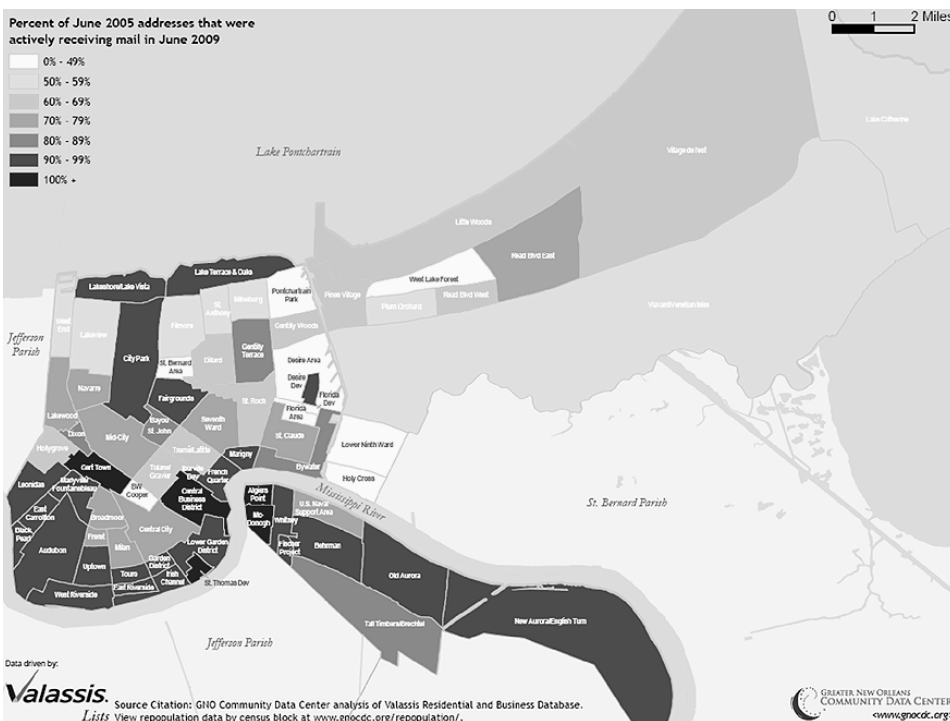 Percent of June 2005 addresses that were
actively receiving mail in June 2009
0% - 49%
50% - 59%
60% - 69%
70% - 79%
80% - 89%
90% - 99%
100% +
0 1 2 Miles
Lake Pontchartrain
Lake Catherine
Village de l'est
Little Woods
Read Blvd East
West Lake Forest
Pines Village
Plum Orchard
Read Blvd West
Viavant/Venetian Isles
Lake Terrace & Oaks
Lakeshore/Lake Vista
Pontchartrain
Park
Milneburg
St.
Anthony
Filmore
West
End
Lakeview
City Park
Gentilly Woods
Gentilly
Terrace
Dillard
St. Bernard
Area
Desire Area
Desire
Dev
Florida
Dev
Florida
Area
Jefferson
Parish
Navarre
Fairgrounds
St. Roch
Lakewood
Bayou
St. John
Seventh
Ward
St. Claude
Dixon
Mid-City
Lower Ninth Ward
Hollygrove
Treme/Lafitte
Marigny
Bywater
Holy Cross
Gert Town
Tulane/
Gravier
Iberville
Dev
French
Quarter
Leonidas
Marlyville
Fountainebleau
BW
Cooper
Central
Business
District
Algiers
Point
Mississippi River
St. Bernard Parish
East
Carrollton
Broadmoor
Central City
Mc-
Donogh
Whitney
U.S. Naval
Support Area
Black
Pearl
Freret
Milan
Lower Garden
District
Fischer
Project
Behrman
Audubon
Uptown
Touro
Garden
District
Irish
Channel
St. Thomas Dev
Old Aurora
West Riverside
East Riverside
Tall Timbers/Brechtel
New Aurora/English Turn
Jefferson Parish
Data driven by:
Valassis.
Lists
Source Citation: GNO Community Data Center analysis of Valassis Residential and Business Database.
View repopulation data by census block at www.gnocdc.org/repopulation/.
GREATER NEW ORLEANS
COMMUNITY DATA CENTER
<www.gnocdc.org>